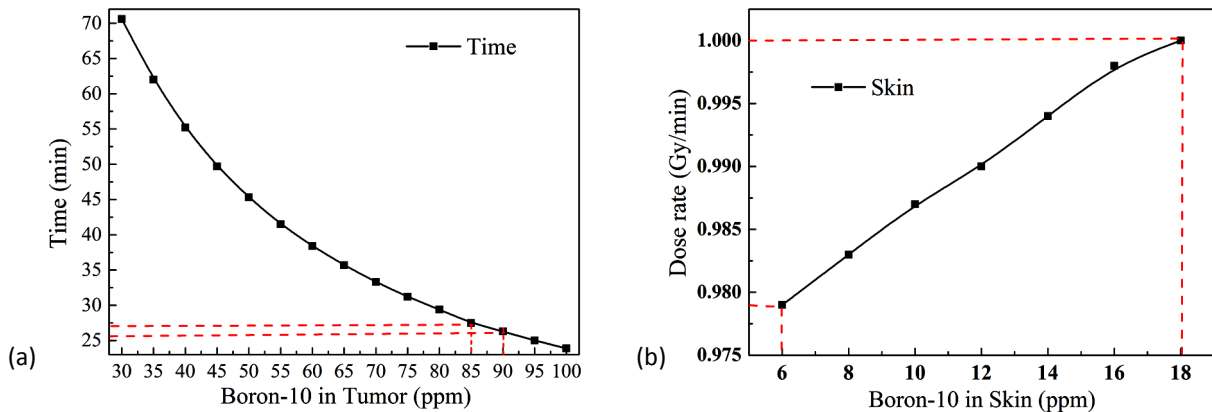 (a)
Time (min)
70
65
60
55
50
45
40
35
30
25
Time
30 35 40 45 50 55 60 65 70 75 80 85 90 95 100
Boron-10 in Tumor (ppm)
(b)
Dose rate (Gy/min)
1.000
0.995
0.990
0.985
0.980
0.975
Skin
6 8 10 12 14 16 18
Boron-10 in Skin (ppm)